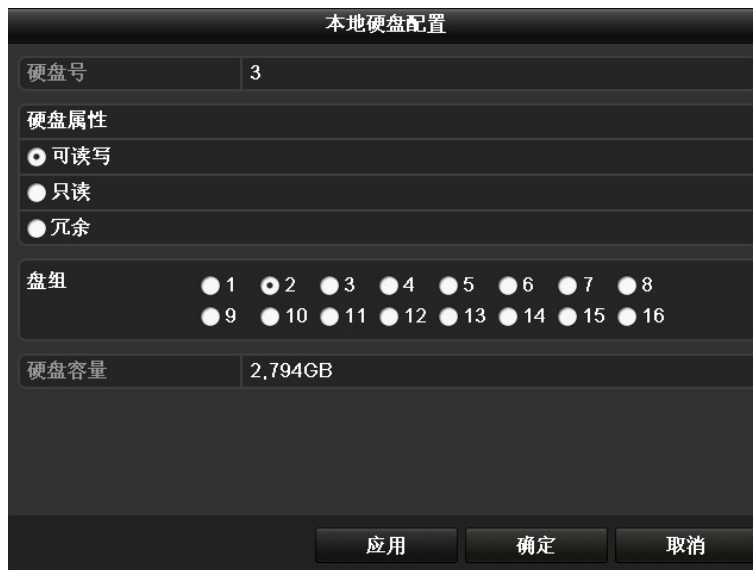 本地硬盘配置
硬盘号 3
硬盘属性
可读写
只读
冗余
盘组 1 2 3 4 5 6 7 8
9 10 11 12 13 14 15 16
硬盘容量 2,794GB
应用 确定 取消